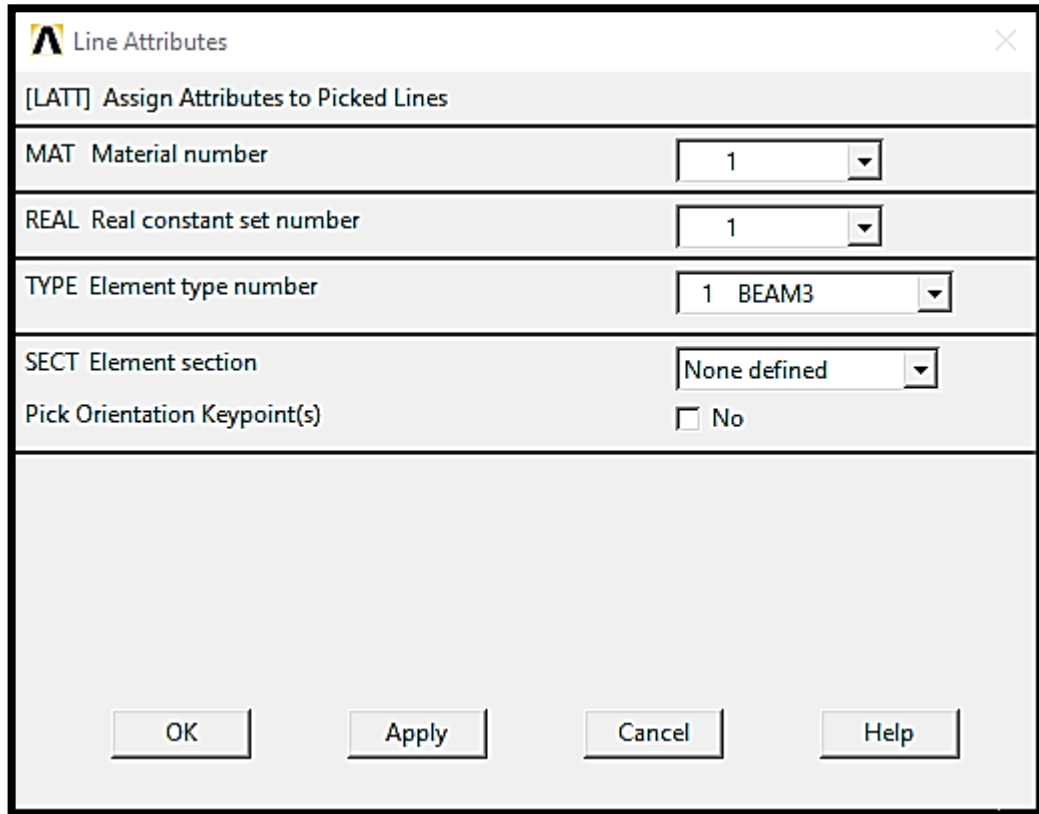 Line Attributes
[LATT] Assign Attributes to Picked Lines
MAT Material number 1
REAL Real constant set number 1
TYPE Element type number 1 BEAM3
SECT Element section None defined
Pick Orientation Keypoint(s) No
OK Apply Cancel Help